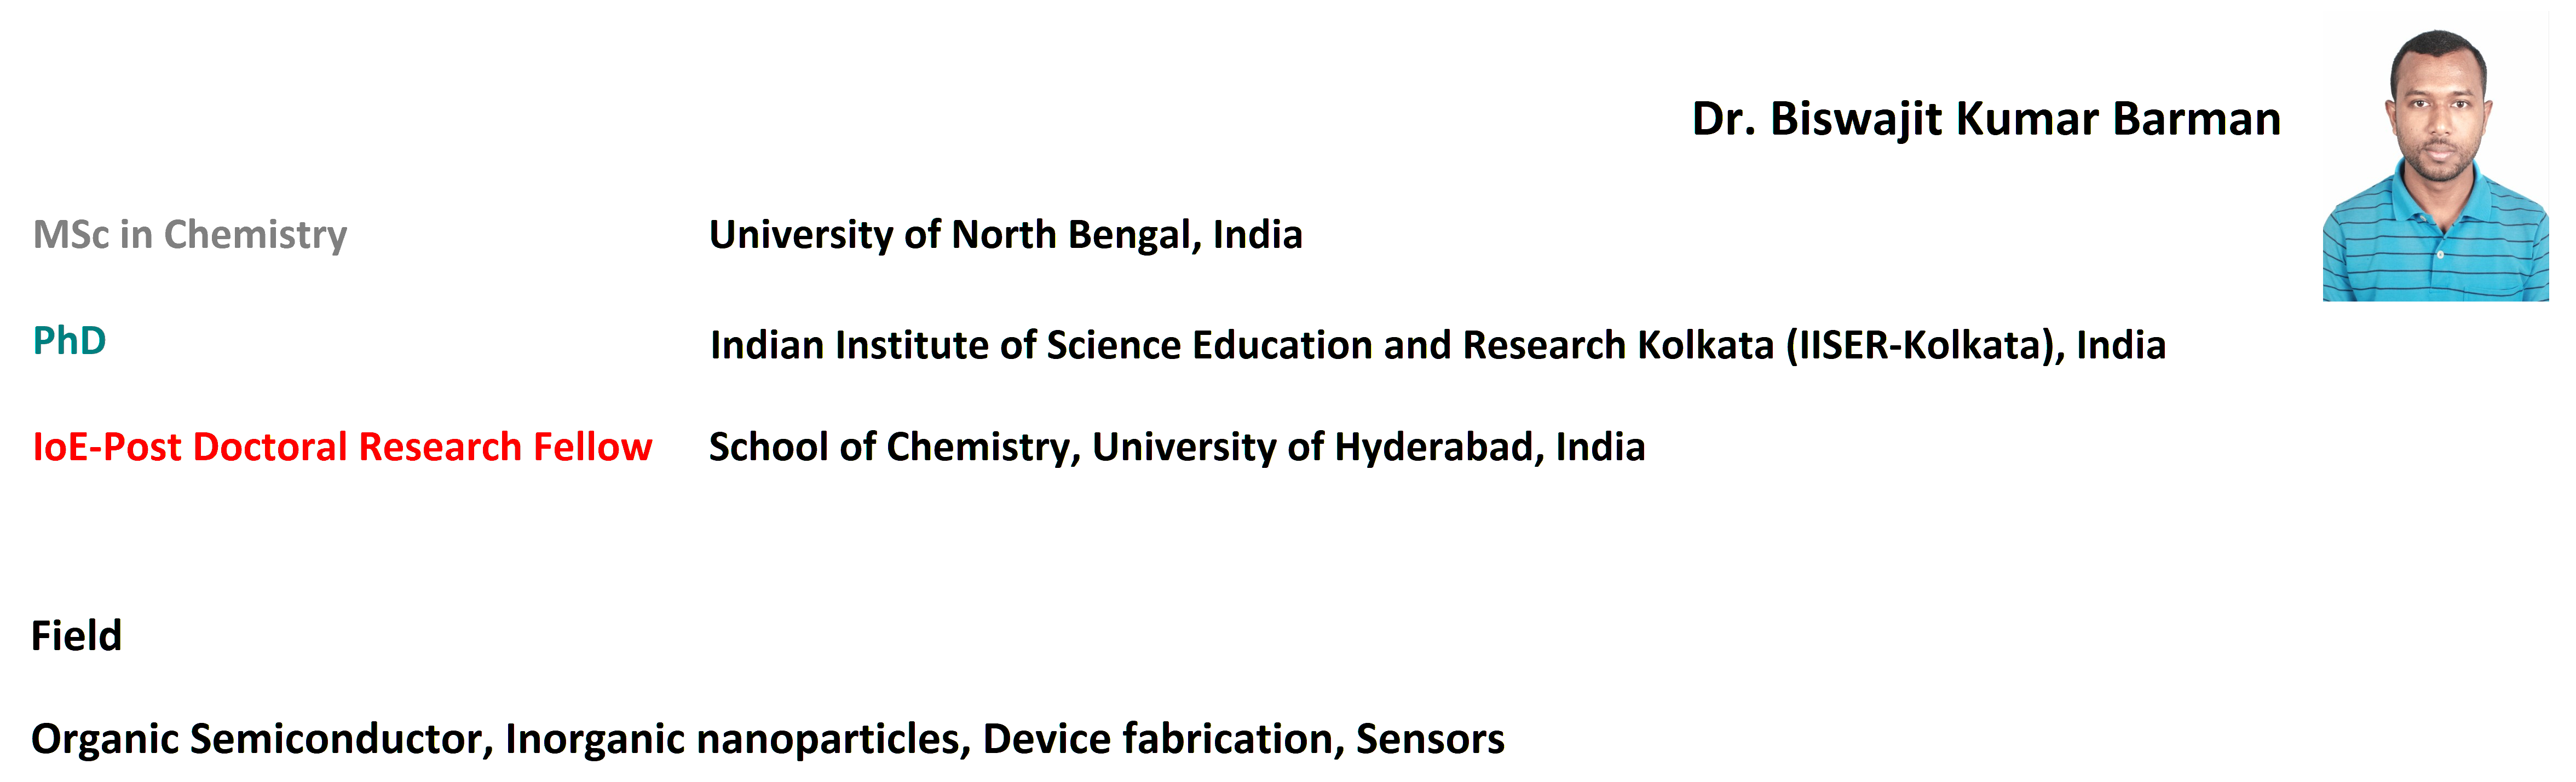 Dr. Biswajit Kumar Barman
MSc in Chemistry University of North Bengal, India
PhD Indian Institute of Science Education and Research Kolkata (IISER-Kolkata), India
IoE-Post Doctoral Research Fellow School of Chemistry, University of Hyderabad, India
Field
Organic Semiconductor, Inorganic nanoparticles, Device fabrication, Sensors